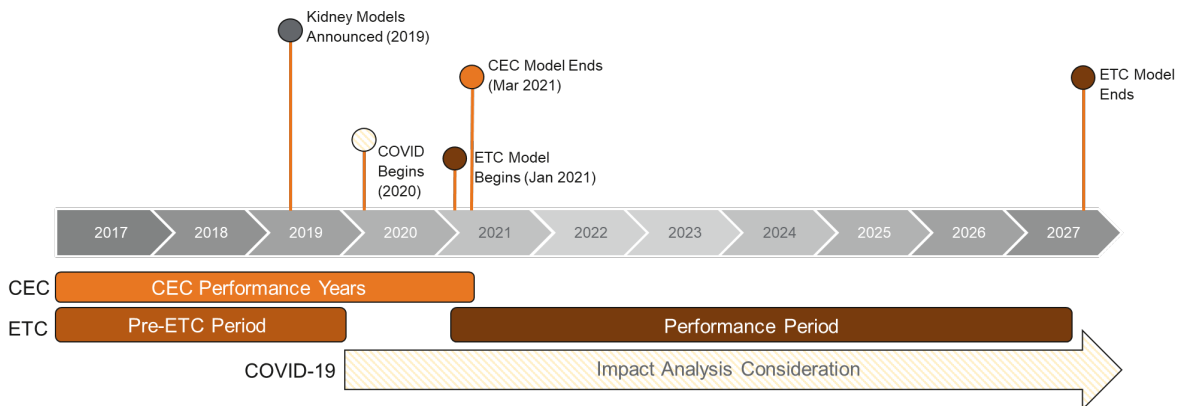 Kidney Models
Announced (2019)
CEC Model Ends
(Mar 2021)
ETC Model
Ends
COVID
Begins
(2020)
ETC Model
Begins (Jan 2021)
2017
2018
2019
2020
2021
2022
2023
2024
2025
2026
2027
CEC
CEC Performance Years
ETC
Pre-ETC Period
Performance Period
COVID-19
Impact Analysis Consideration